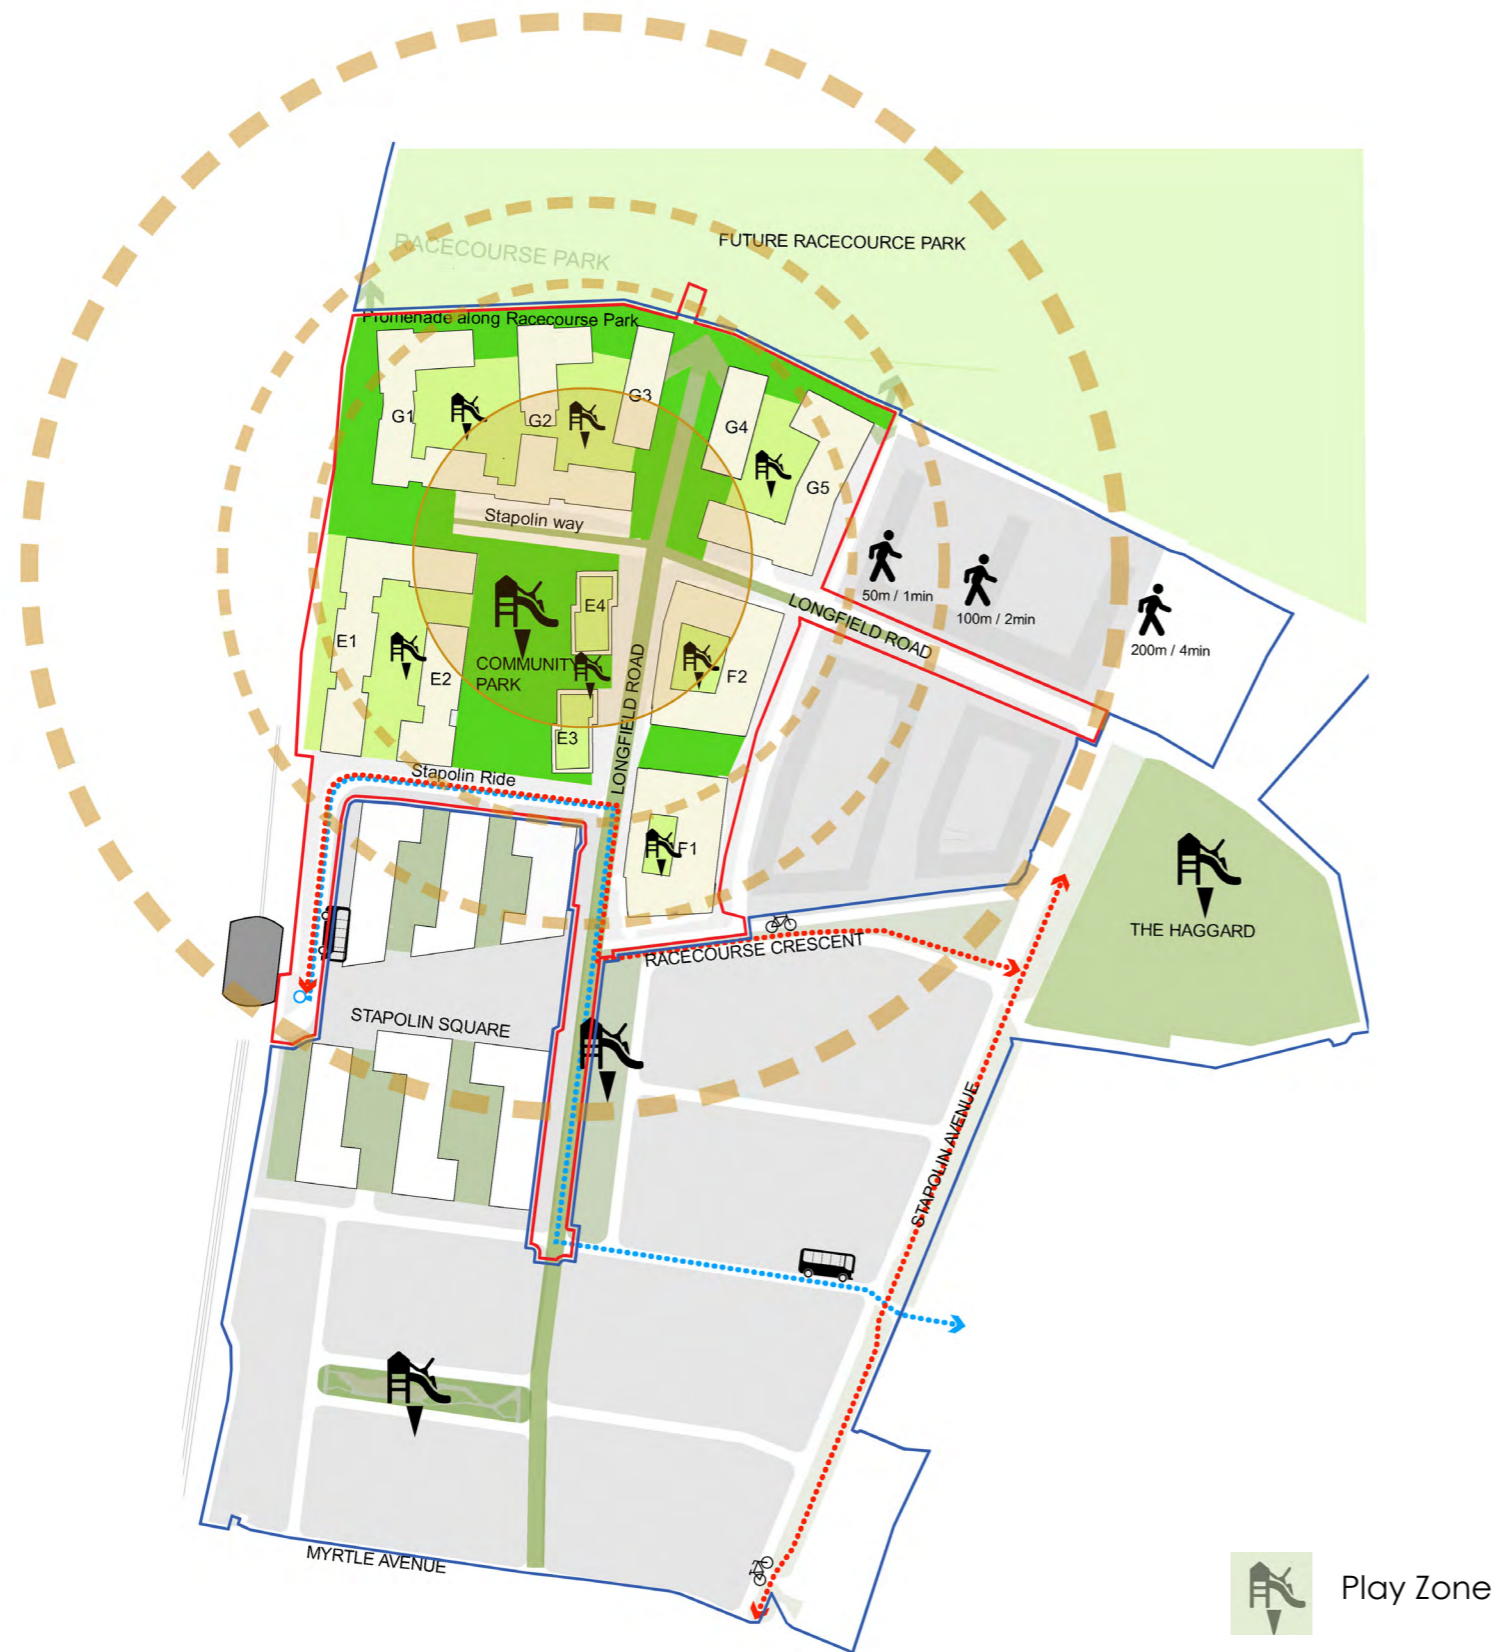 FUTURE RACECOURCE PARK
RACECOURSE PARK
Promenade along Racecourse Park
G1
G2
G3
G4
G5
Stapolin way
50m / 1min
100m / 2min
200m / 4min
LONGFIELD ROAD
E1
E2
E4
COMMUNITY
PARK
E3
F2
LONGFIELD ROAD
Stapolin Ride
F1
THE HAGGARD
RACECOURSE CRESCENT
STAPOLIN SQUARE
STAPOLIN AVENUE
MYRTLE AVENUE
Play Zone